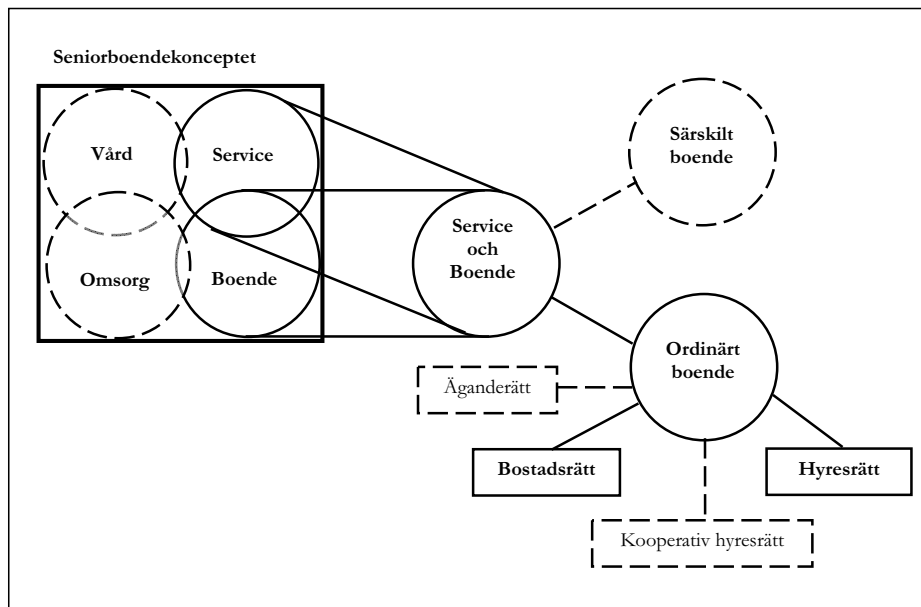 Seniorboendekonceptet
Vård
Service
Omsorg
Boende
Service
och
Boende
Särskilt
boende
Ordinärt
boende
Äganderätt
Bostadsrätt
Hyresrätt
Kooperativ hyresrätt